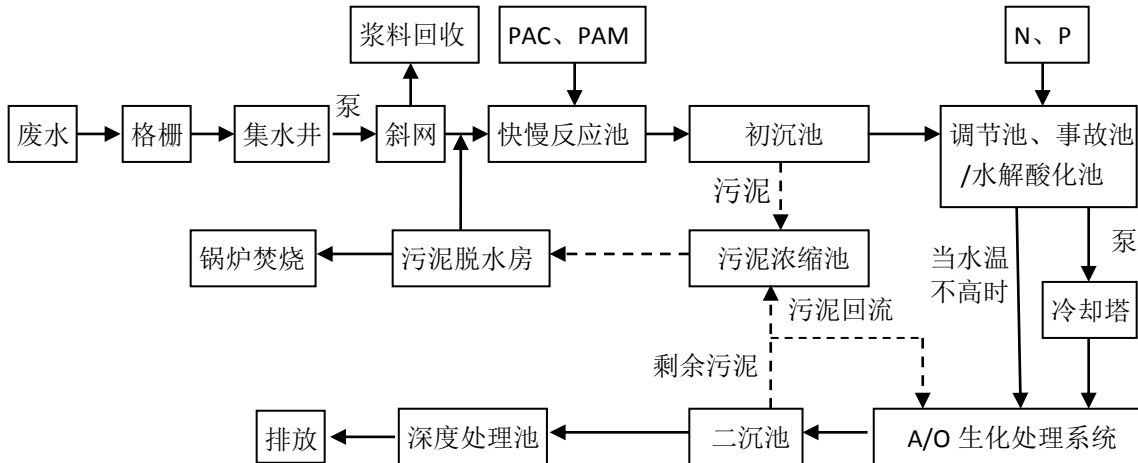 浆料回收
PAC、PAM
N、P
泵
废水
格栅
集水井
斜网
快慢反应池
初沉池
调节池、事故池
/水解酸化池
污泥
锅炉焚烧
污泥脱水房
污泥浓缩池
当水温
不高时
泵
冷却塔
污泥回流
剩余污泥
排放
深度处理池
二沉池
A/O 生化处理系统